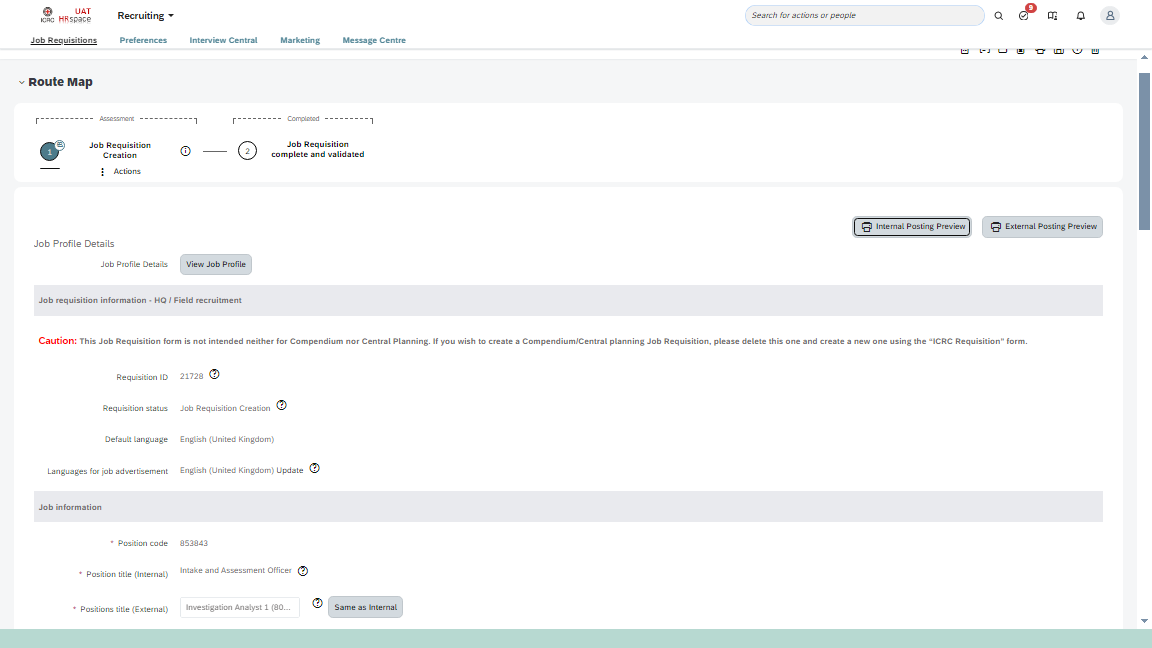 ICRC
UAT
HRspace
Recruiting
Search for actions or people
9
Job Requisitions
Preferences
Interview Central
Marketing
Message Centre
Route Map
Assessment
Completed
1
Job Requisition
Creation
2
Job Requisition
complete and validated
Actions
Internal Posting Preview
External Posting Preview
Job Profile Details
Job Profile Details
View Job Profile
Job requisition information - HQ / Field recruitment
Caution: This Job Requisition form is not intended neither for Compendium nor Central Planning. If you wish to create a Compendium/Central planning Job Requisition, please delete this one and create a new one using the “ICRC Requisition” form.
Requisition ID 21728
Requisition status Job Requisition Creation
Default language English (United Kingdom)
Languages for job advertisement English (United Kingdom) Update
Job information
* Position code 853843
* Position title (Internal) Intake and Assessment Officer
* Positions title (External) Investigation Analyst 1 (80... Same as Internal